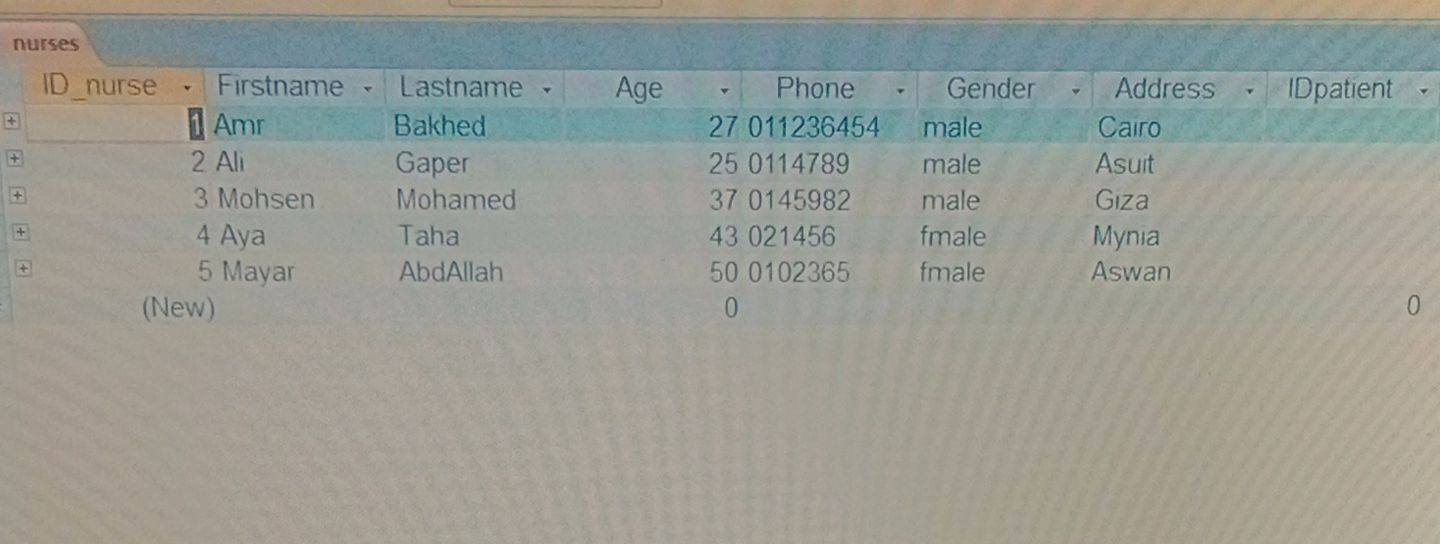 nurses
ID_nurse Firstname Lastname Age Phone Gender Address IDpatient
1 Amr Bakhed 27 011236454 male Cairo
2 Ali Gaper 25 0114789 male Asuit
3 Mohsen Mohamed 37 0145982 male Giza
4 Aya Taha 43 021456 fmale Mynia
5 Mayar AbdAllah 50 0102365 fmale Aswan
(New) 0 0